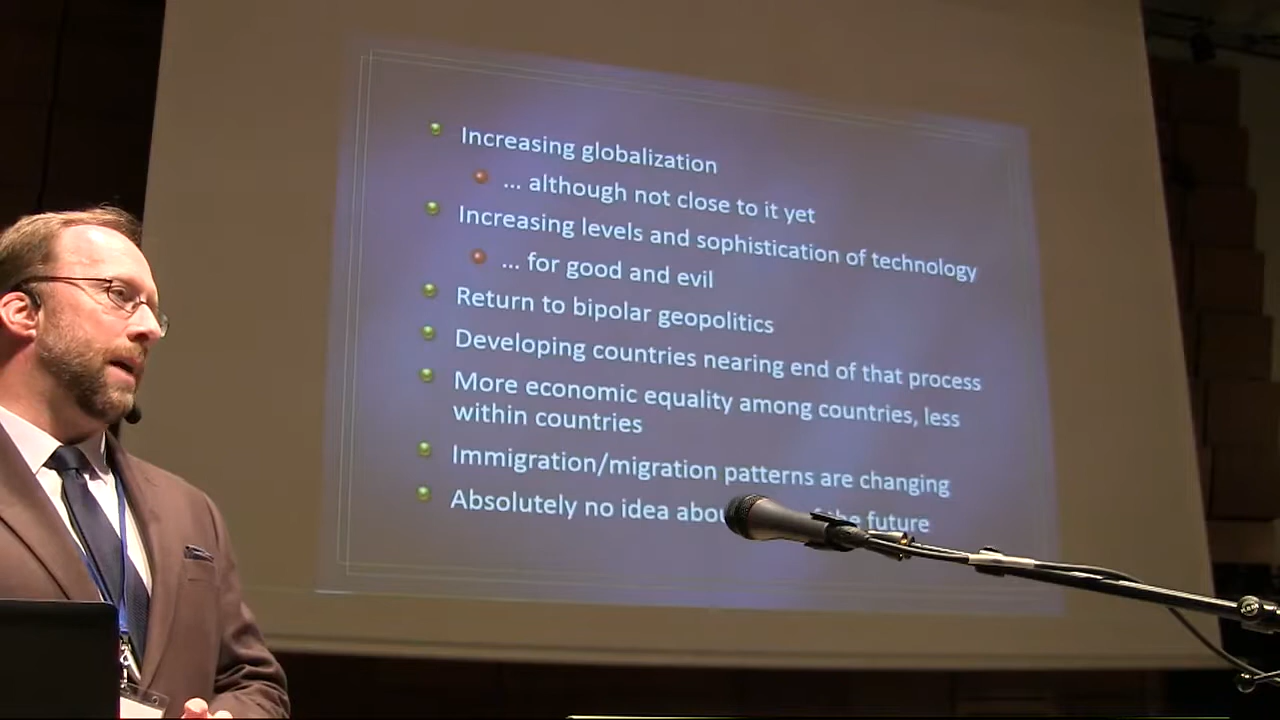 Increasing globalization
... although not close to it yet
Increasing levels and sophistication of technology
... for good and evil
Return to bipolar geopolitics
Developing countries nearing end of that process
More economic equality among countries, less
within countries
Immigration/migration patterns are changing
Absolutely no idea the future